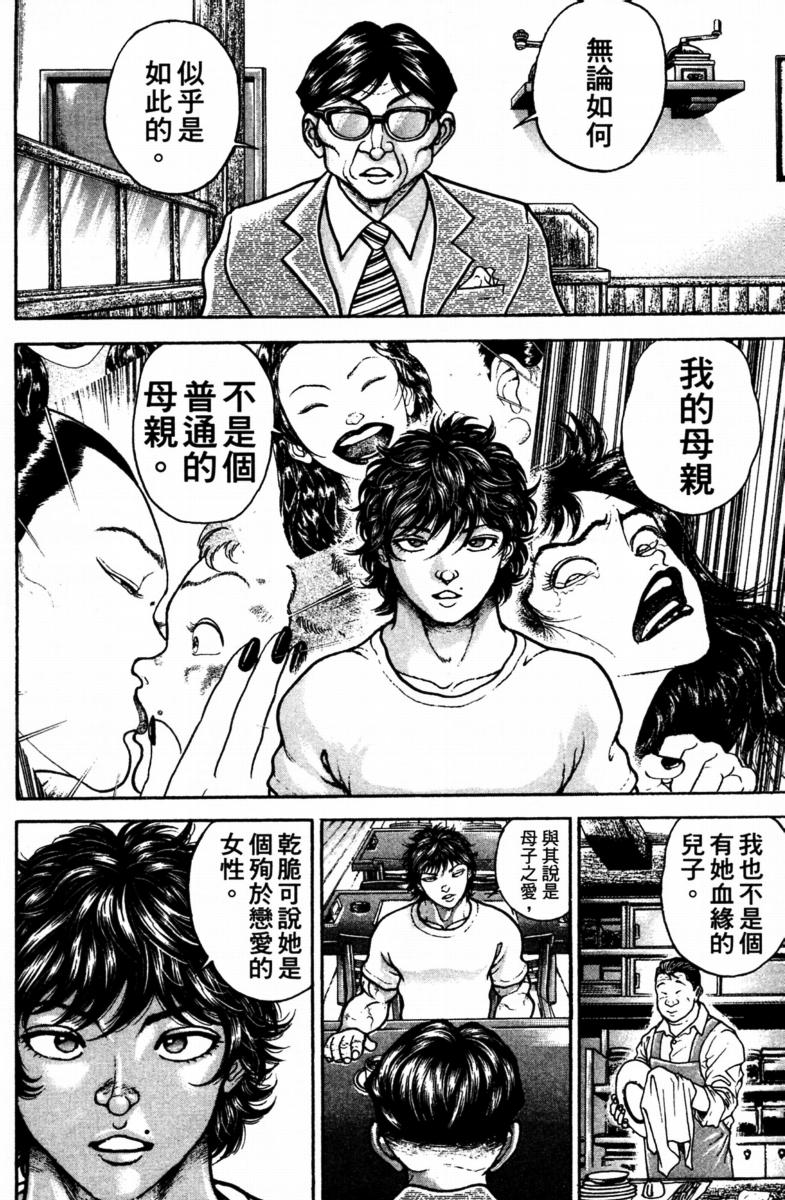 無論如何
似乎是
如此的。
我的母親
不是個
普通的
母親。
我也不是個
有她血緣的
兒子。
與其說是
母子之愛，
乾脆可說她是
個殉於戀愛的
女性。